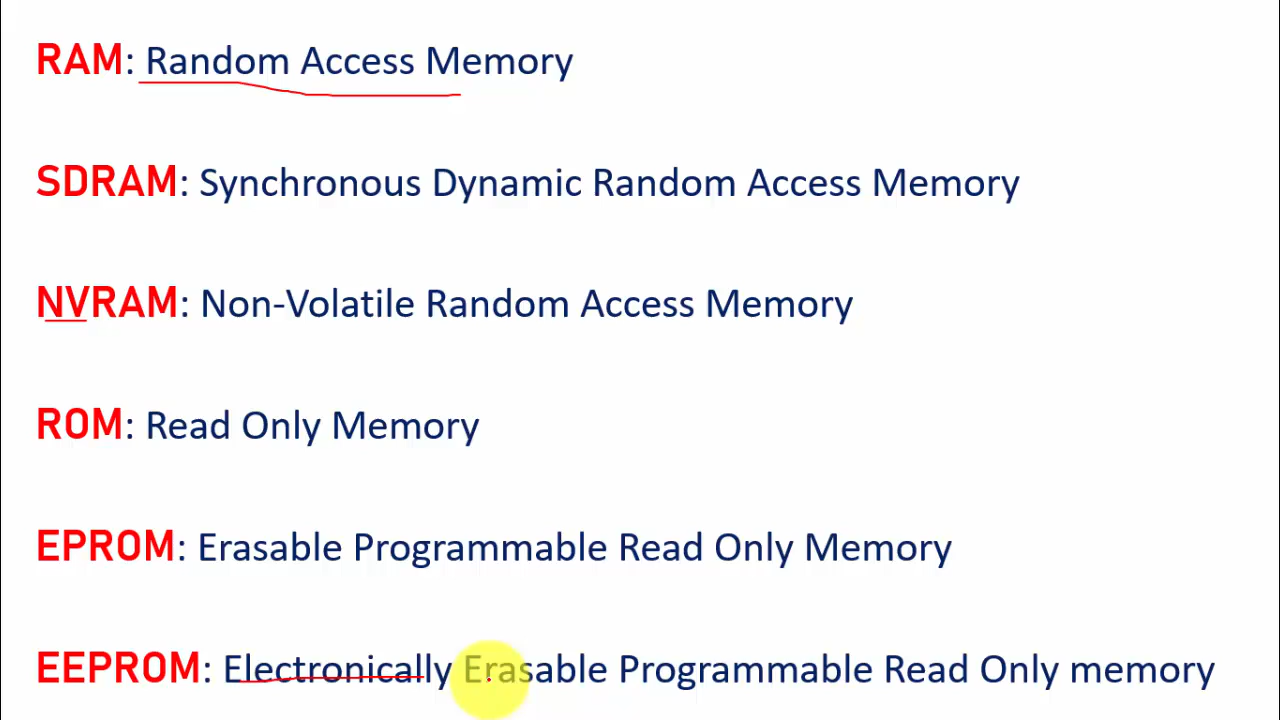 RAM: Random Access Memory
SDRAM: Synchronous Dynamic Random Access Memory
NVRAM: Non-Volatile Random Access Memory
ROM: Read Only Memory
EPROM: Erasable Programmable Read Only Memory
EEPROM: Electronically Erasable Programmable Read Only memory